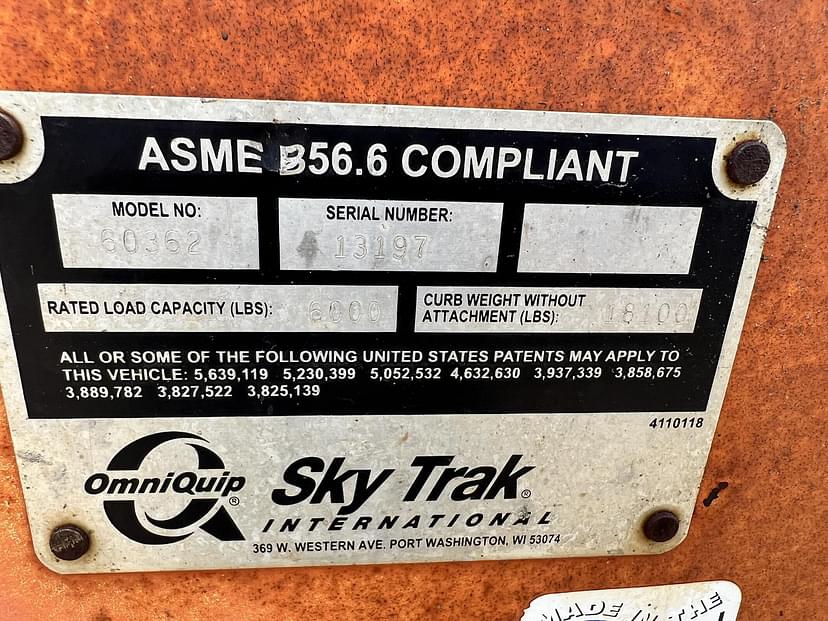 ASME B56.6 COMPLIANT
MODEL NO: SERIAL NUMBER:
60362 13197
RATED LOAD CAPACITY (LBS): 6000 CURB WEIGHT WITHOUT
ATTACHMENT (LBS): 18100
ALL OR SOME OF THE FOLLOWING UNITED STATES PATENTS MAY APPLY TO
THIS VEHICLE: 5,639,119 5,230,399 5,052,532 4,632,630 3,937,339 3,858,675
3,889,782 3,827,522 3,825,139
4110118
OmniQuip® Sky Trak®
INTERNATIONAL
369 W. WESTERN AVE. PORT WASHINGTON, WI 53074
MADE IN THE